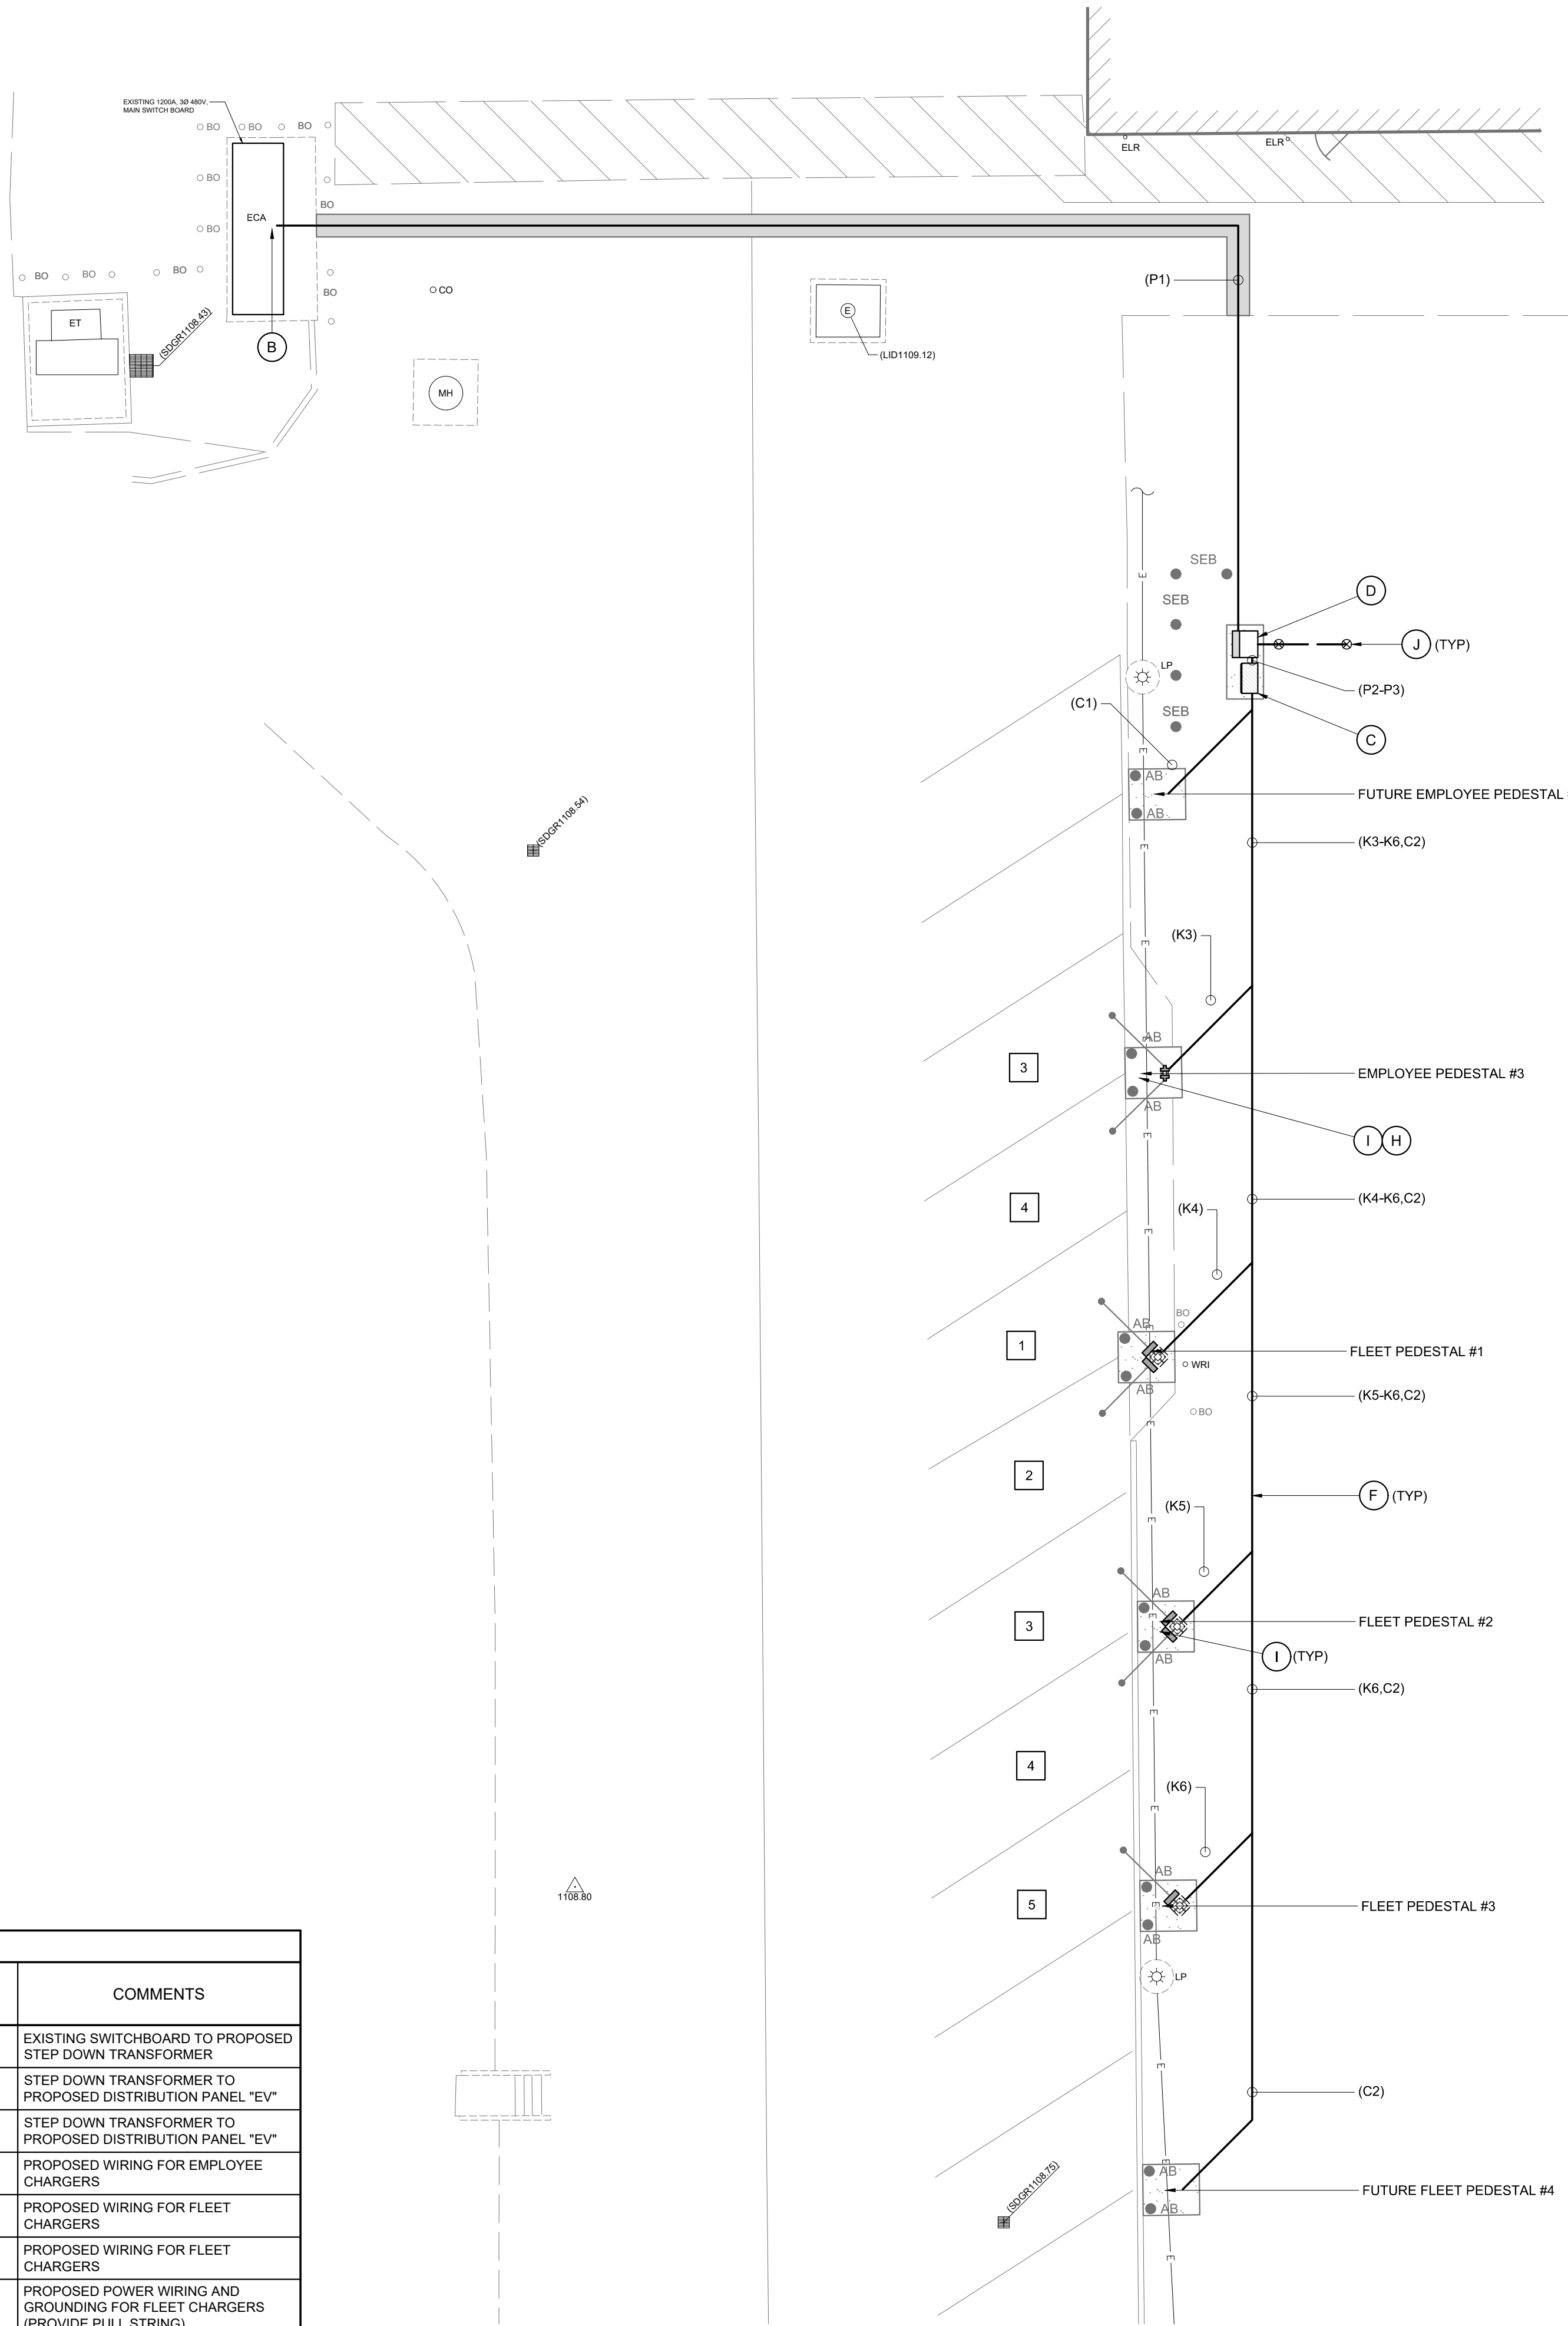 EXISTING 1200A, 3Ø 480V,
MAIN SWITCH BOARD
BO
BO
BO
ELR
ELR
BO
BO
ECA
BO
BO
BO
BO
BO
(P1)
CO
E
ET
(SDGR1108.43)
B
(LID1109.12)
MH
SEB
E
SEB
D
J (TYP)
LP
(P2-P3)
(C1)
SEB
C
E
AB
FUTURE EMPLOYEE PEDESTAL
AB
(SDGR1108.54)
E
(K3-K6,C2)
(K3)
E
E
AB
3
EMPLOYEE PEDESTAL #3
AB
E
I H
4
(K4-K6,C2)
(K4)
E
BO
AB
E
1
FLEET PEDESTAL #1
WRI
AB
(K5-K6,C2)
BO
E
2
F (TYP)
(K5)
E
AB
E
3
FLEET PEDESTAL #2
AB
I (TYP)
(K6,C2)
E
4
(K6)
E
AB
1108.80
5
E
FLEET PEDESTAL #3
AB
LP
E
(C2)
E
AB
(SDGR1108.75)
FUTURE FLEET PEDESTAL #4
AB
E
COMMENTS
EXISTING SWITCHBOARD TO PROPOSED
STEP DOWN TRANSFORMER
STEP DOWN TRANSFORMER TO
PROPOSED DISTRIBUTION PANEL "EV"
STEP DOWN TRANSFORMER TO
PROPOSED DISTRIBUTION PANEL "EV"
PROPOSED WIRING FOR EMPLOYEE
CHARGERS
PROPOSED WIRING FOR FLEET
CHARGERS
PROPOSED WIRING FOR FLEET
CHARGERS
PROPOSED POWER WIRING AND
GROUNDING FOR FLEET CHARGERS
(PROVIDE PULL STRING)